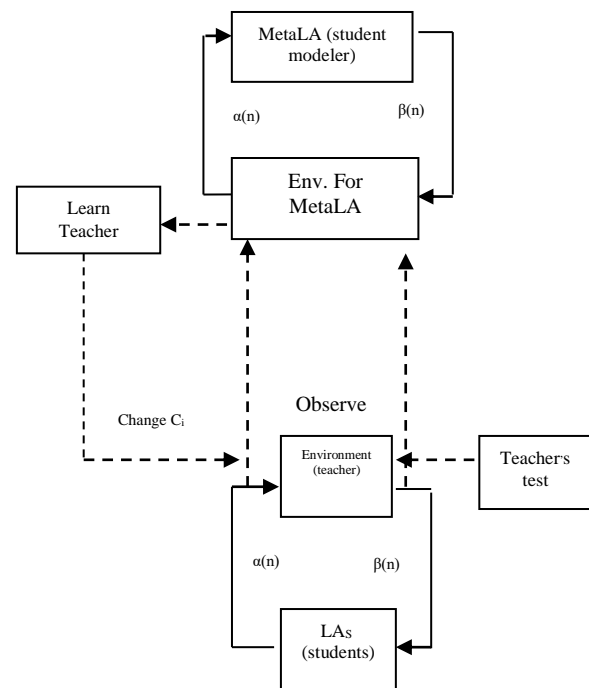 MetaLA (student
modeler)
α(n)
β(n)
Env. For
MetaLA
Learn
Teacher
Observe
Change Cᵢ
Environment
(teacher)
Teacher's
test
α(n)
β(n)
LAs
(students)